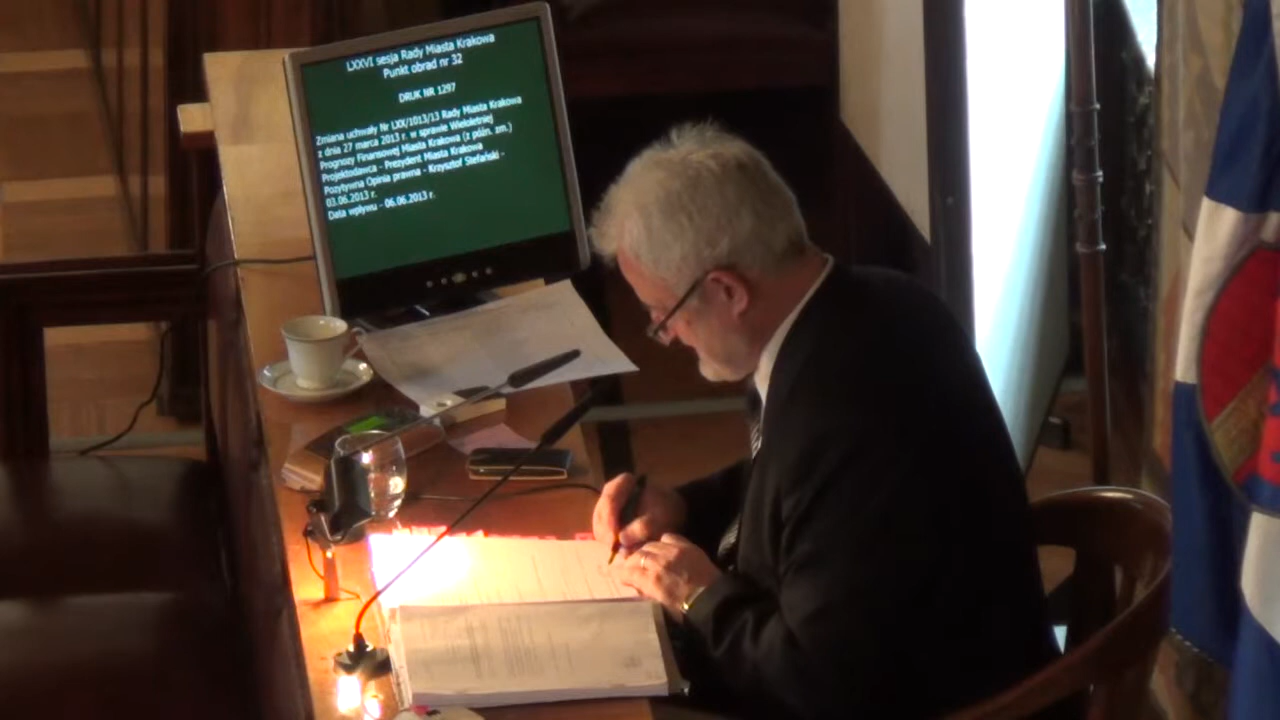 LXXVI sesja Rady Miasta Krakowa
Punkt obrad nr 32
DRUK NR 1297
Zmiana uchwały Nr LXX/1013/13 Rady Miasta Krakowa
z dnia 27 marca 2013 r. w sprawie Wieloletniej
Prognozy Finansowej Miasta Krakowa (z późn. zm.)
Projektodawca - Prezydent Miasta Krakowa
Pozytywna Opinia prawna - Krzysztof Stefański -
03.06.2013 r.
Data wpływu - 06.06.2013 r.